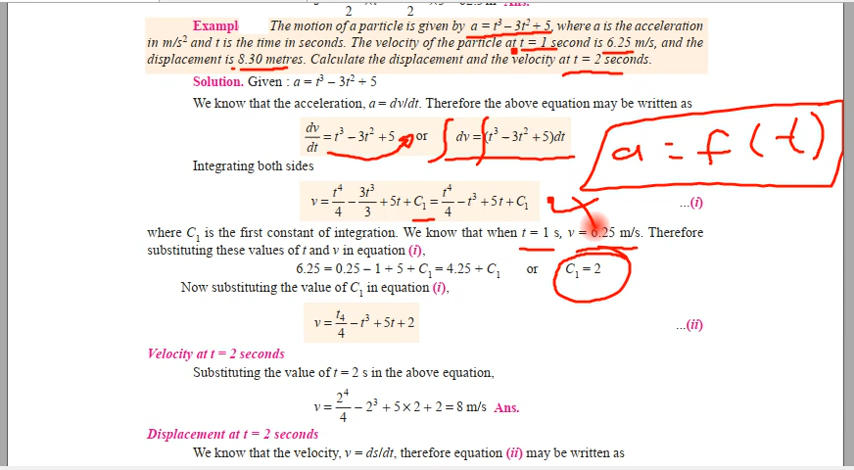 2 2 Ans.
Exampl The motion of a particle is given by a = t³ – 3t² + 5, where a is the acceleration
in m/s² and t is the time in seconds. The velocity of the particle at t = 1 second is 6.25 m/s, and the
displacement is 8.30 metres. Calculate the displacement and the velocity at t = 2 seconds.
Solution. Given : a = t³ – 3t² + 5
We know that the acceleration, a = dv/dt. Therefore the above equation may be written as
dv/dt = t³ – 3t² + 5 or dv = (t³ – 3t² + 5)dt
a = f(t)
Integrating both sides
v = t⁴/4 – 3t³/3 + 5t + C₁ = t⁴/4 – t³ + 5t + C₁ ...(i)
where C₁ is the first constant of integration. We know that when t = 1 s, v = 6.25 m/s. Therefore
substituting these values of t and v in equation (i),
6.25 = 0.25 – 1 + 5 + C₁ = 4.25 + C₁ or C₁ = 2
Now substituting the value of C₁ in equation (i),
v = t₄/4 – t³ + 5t + 2 ...(ii)
Velocity at t = 2 seconds
Substituting the value of t = 2 s in the above equation,
v = 2⁴/4 – 2³ + 5 × 2 + 2 = 8 m/s Ans.
Displacement at t = 2 seconds
We know that the velocity, v = ds/dt, therefore equation (ii) may be written as